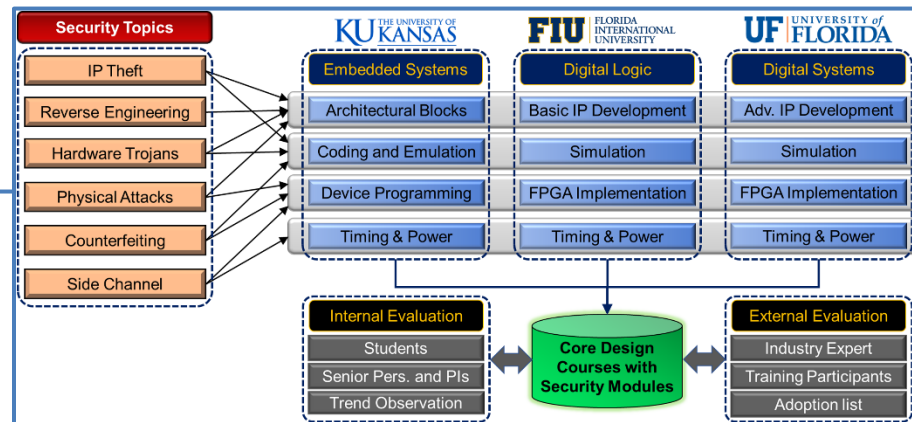 Security Topics
IP Theft
Reverse Engineering
Hardware Trojans
Physical Attacks
Counterfeiting
Side Channel
KU THE UNIVERSITY OF
KANSAS
Embedded Systems
Architectural Blocks
Coding and Emulation
Device Programming
Timing & Power
FIU FLORIDA
INTERNATIONAL
UNIVERSITY
Digital Logic
Basic IP Development
Simulation
FPGA Implementation
Timing & Power
UF UNIVERSITY of
FLORIDA
Digital Systems
Adv. IP Development
Simulation
FPGA Implementation
Timing & Power
Internal Evaluation
Students
Senior Pers. and PIs
Trend Observation
Core Design
Courses with
Security Modules
External Evaluation
Industry Expert
Training Participants
Adoption list